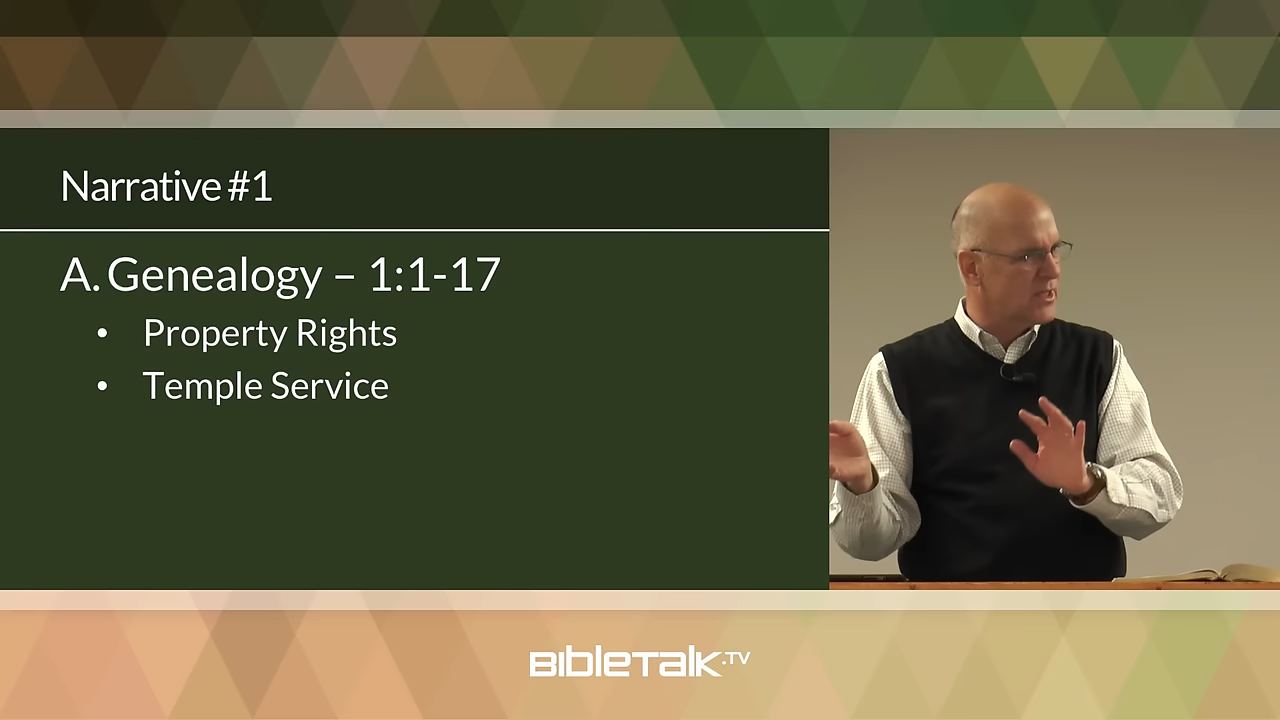 Narrative #1
A. Genealogy – 1:1-17
• Property Rights
• Temple Service
BIBLETALK.TV